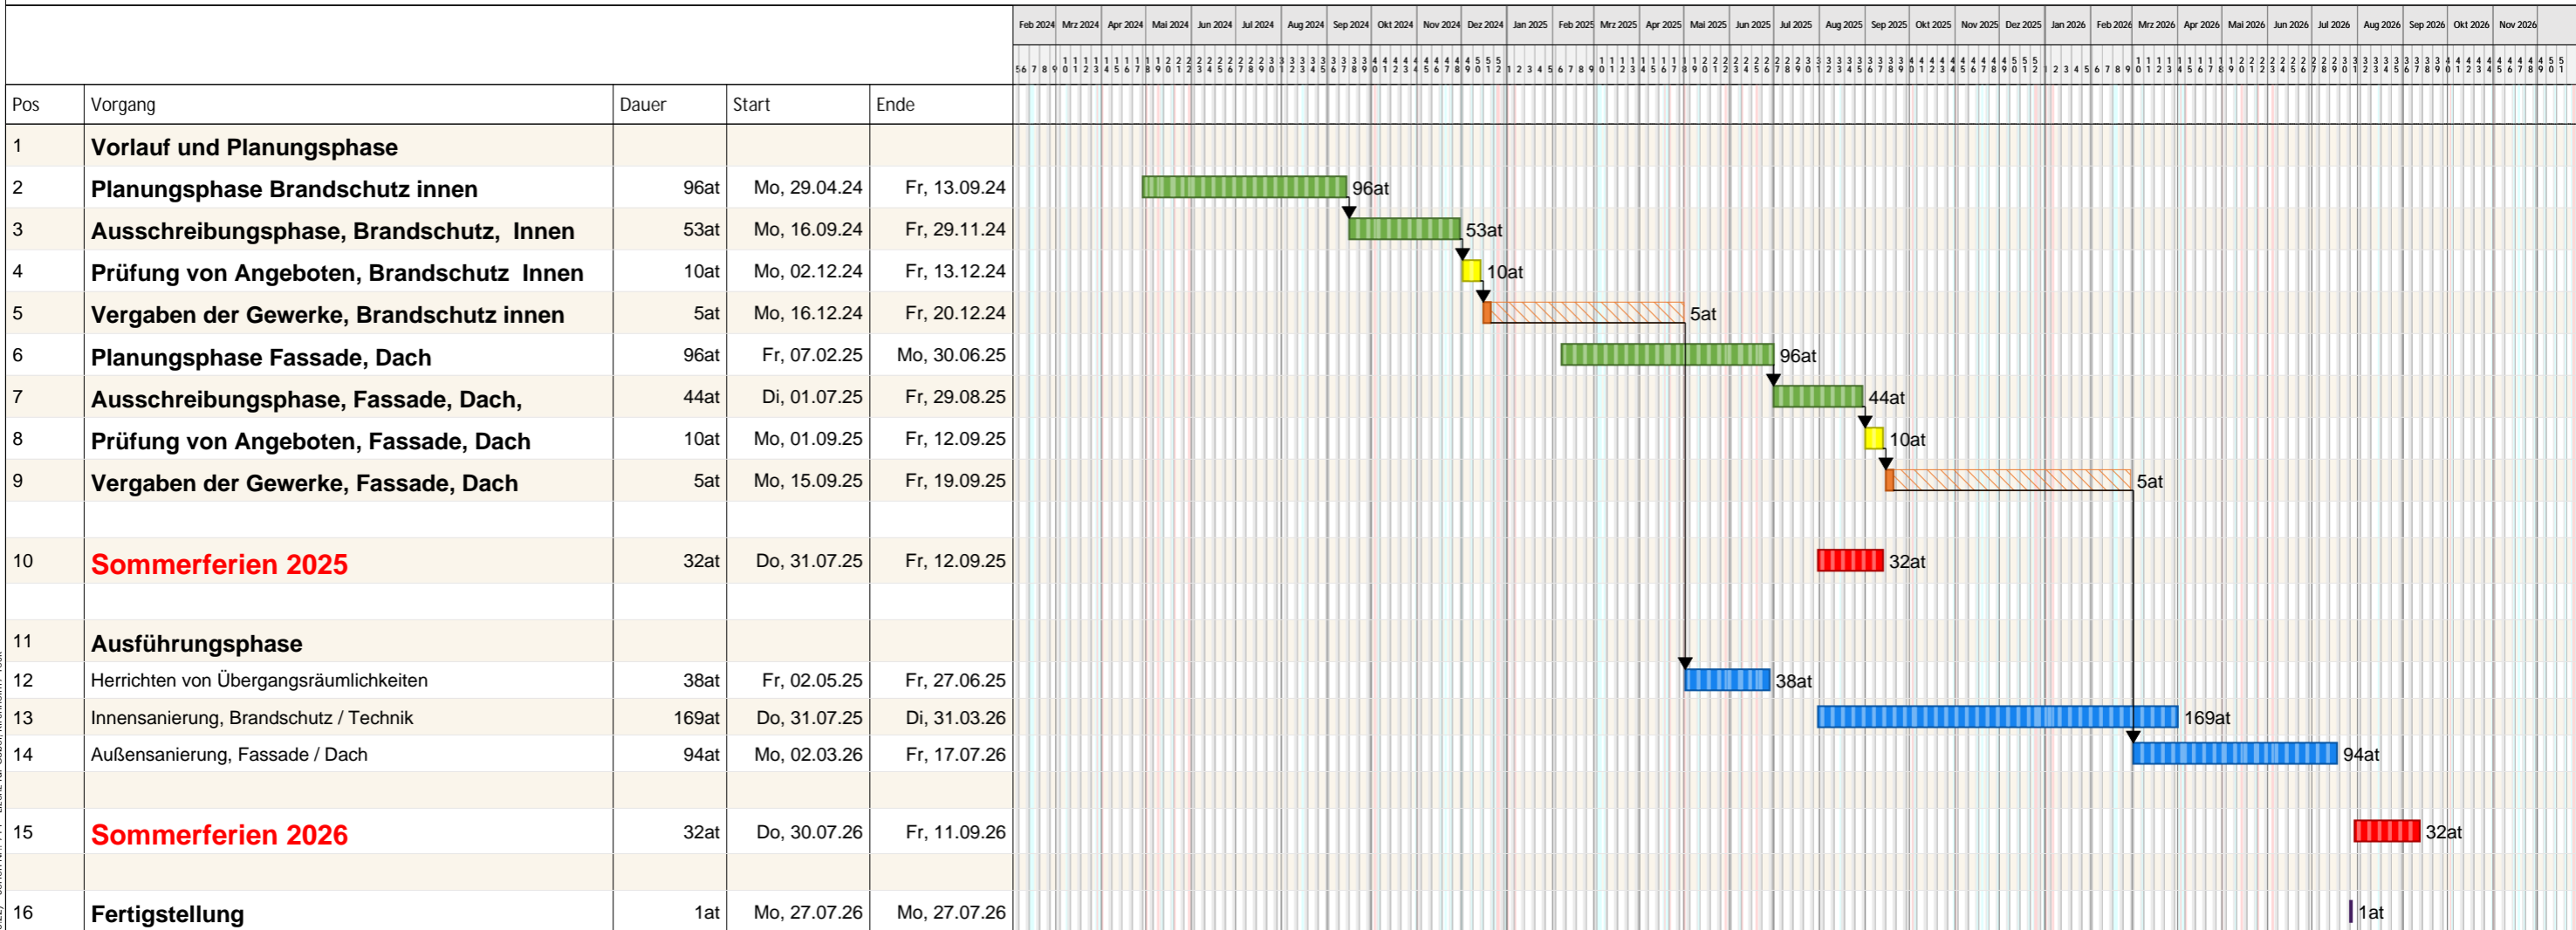 Feb 2024 Mrz 2024 Apr 2024 Mai 2024 Jun 2024 Jul 2024 Aug 2024 Sep 2024 Okt 2024 Nov 2024 Dez 2024 Jan 2025 Feb 2025 Mrz 2025 Apr 2025 Mai 2025 Jun 2025 Jul 2025 Aug 2025 Sep 2025 Okt 2025 Nov 2025 Dez 2025 Jan 2026 Feb 2026 Mrz 2026 Apr 2026 Mai 2026 Jun 2026 Jul 2026 Aug 2026 Sep 2026 Okt 2026 Nov 2026
Pos Vorgang Dauer Start Ende
1 Vorlauf und Planungsphase
2 Planungsphase Brandschutz innen 96at Mo, 29.04.24 Fr, 13.09.24 96at
3 Ausschreibungsphase, Brandschutz, Innen 53at Mo, 16.09.24 Fr, 29.11.24 53at
4 Prüfung von Angeboten, Brandschutz Innen 10at Mo, 02.12.24 Fr, 13.12.24 10at
5 Vergaben der Gewerke, Brandschutz innen 5at Mo, 16.12.24 Fr, 20.12.24 5at
6 Planungsphase Fassade, Dach 96at Fr, 07.02.25 Mo, 30.06.25 96at
7 Ausschreibungsphase, Fassade, Dach, 44at Di, 01.07.25 Fr, 29.08.25 44at
8 Prüfung von Angeboten, Fassade, Dach 10at Mo, 01.09.25 Fr, 12.09.25 10at
9 Vergaben der Gewerke, Fassade, Dach 5at Mo, 15.09.25 Fr, 19.09.25 5at
10 Sommerferien 2025 32at Do, 31.07.25 Fr, 12.09.25 32at
11 Ausführungsphase
12 Herrichten von Übergangsräumlichkeiten 38at Fr, 02.05.25 Fr, 27.06.25 38at
13 Innensanierung, Brandschutz / Technik 169at Do, 31.07.25 Di, 31.03.26 169at
14 Außensanierung, Fassade / Dach 94at Mo, 02.03.26 Fr, 17.07.26 94at
15 Sommerferien 2026 32at Do, 30.07.26 Fr, 11.09.26 32at
16 Fertigstellung 1at Mo, 27.07.26 Mo, 27.07.26 1at